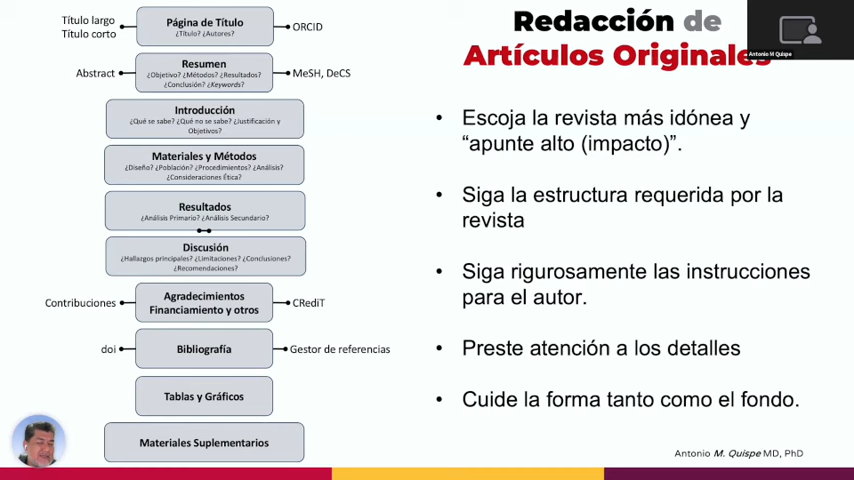 Título largo
Título corto
Página de Título
¿Título? ¿Autores?
ORCID
Abstract
Resumen
¿Objetivo? ¿Métodos? ¿Resultados?
¿Conclusión? ¿Keywords?
MeSH, DeCS
Introducción
¿Qué se sabe? ¿Qué no se sabe? ¿Justificación y
Objetivos?
Materiales y Métodos
¿Diseño? ¿Población? ¿Procedimientos? ¿Análisis?
¿Consideraciones Ética?
Resultados
¿Análisis Primario? ¿Análisis Secundario?
Discusión
¿Hallazgos principales? ¿Limitaciones? ¿Conclusiones?
¿Recomendaciones?
Contribuciones
Agradecimientos
Financiamiento y otros
CRediT
doi
Bibliografía
Gestor de referencias
Tablas y Gráficos
Materiales Suplementarios
Redacción de
Artículos Originales
Antonio M Quispe
• Escoja la revista más idónea y
“apunte alto (impacto)”.
• Siga la estructura requerida por la
revista
• Siga rigurosamente las instrucciones
para el autor.
• Preste atención a los detalles
• Cuide la forma tanto como el fondo.
Antonio M. Quispe MD, PhD